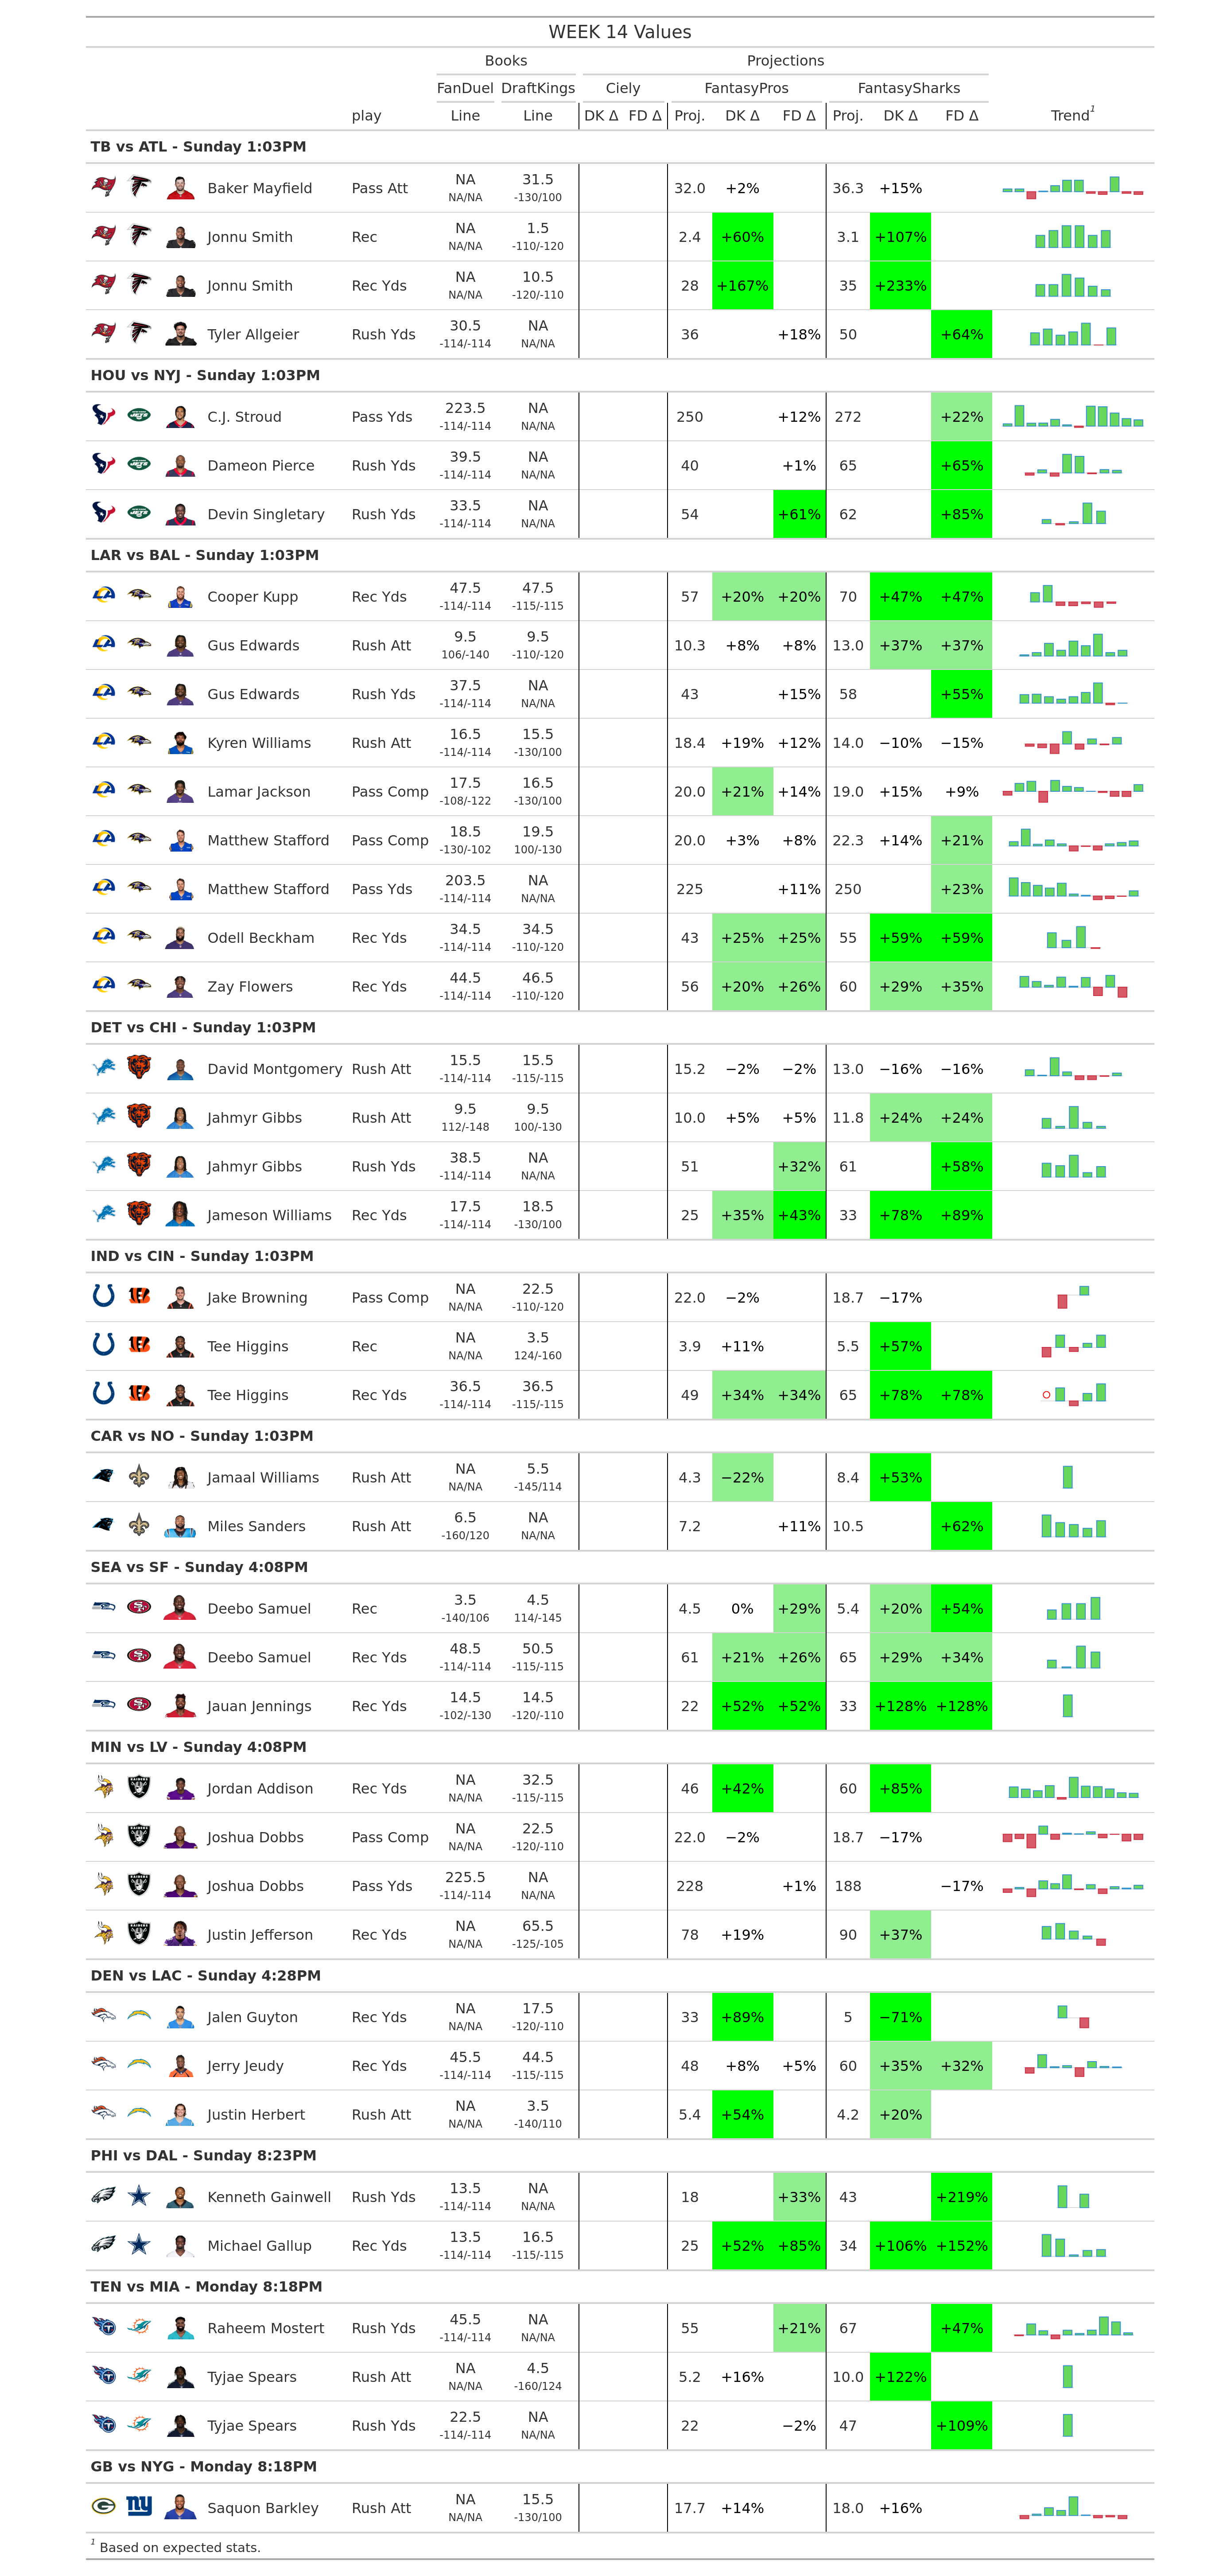 WEEK 14 Values
Books Projections
FanDuel DraftKings Ciely FantasyPros FantasySharks
play Line Line DK Δ FD Δ Proj. DK Δ FD Δ Proj. DK Δ FD Δ Trend1
TB vs ATL - Sunday 1:03PM
Baker Mayfield Pass Att NA 31.5 32.0 +2% 36.3 +15%
NA/NA -130/100
Jonnu Smith Rec NA 1.5 2.4 +60% 3.1 +107%
NA/NA -110/-120
Jonnu Smith Rec Yds NA 10.5 28 +167% 35 +233%
NA/NA -120/-110
Tyler Allgeier Rush Yds 30.5 NA 36 +18% 50 +64%
-114/-114 NA/NA
HOU vs NYJ - Sunday 1:03PM
C.J. Stroud Pass Yds 223.5 NA 250 +12% 272 +22%
-114/-114 NA/NA
Dameon Pierce Rush Yds 39.5 NA 40 +1% 65 +65%
-114/-114 NA/NA
Devin Singletary Rush Yds 33.5 NA 54 +61% 62 +85%
-114/-114 NA/NA
LAR vs BAL - Sunday 1:03PM
Cooper Kupp Rec Yds 47.5 47.5 57 +20% +20% 70 +47% +47%
-114/-114 -115/-115
Gus Edwards Rush Att 9.5 9.5 10.3 +8% +8% 13.0 +37% +37%
106/-140 -110/-120
Gus Edwards Rush Yds 37.5 NA 43 +15% 58 +55%
-114/-114 NA/NA
Kyren Williams Rush Att 16.5 15.5 18.4 +19% +12% 14.0 −10% −15%
-114/-114 -130/100
Lamar Jackson Pass Comp 17.5 16.5 20.0 +21% +14% 19.0 +15% +9%
-108/-122 -130/100
Matthew Stafford Pass Comp 18.5 19.5 20.0 +3% +8% 22.3 +14% +21%
-130/-102 100/-130
Matthew Stafford Pass Yds 203.5 NA 225 +11% 250 +23%
-114/-114 NA/NA
Odell Beckham Rec Yds 34.5 34.5 43 +25% +25% 55 +59% +59%
-114/-114 -110/-120
Zay Flowers Rec Yds 44.5 46.5 56 +20% +26% 60 +29% +35%
-114/-114 -110/-120
DET vs CHI - Sunday 1:03PM
David Montgomery Rush Att 15.5 15.5 15.2 −2% −2% 13.0 −16% −16%
-114/-114 -115/-115
Jahmyr Gibbs Rush Att 9.5 9.5 10.0 +5% +5% 11.8 +24% +24%
112/-148 100/-130
Jahmyr Gibbs Rush Yds 38.5 NA 51 +32% 61 +58%
-114/-114 NA/NA
Jameson Williams Rec Yds 17.5 18.5 25 +35% +43% 33 +78% +89%
-114/-114 -130/100
IND vs CIN - Sunday 1:03PM
Jake Browning Pass Comp NA 22.5 22.0 −2% 18.7 −17%
NA/NA -110/-120
Tee Higgins Rec NA 3.5 3.9 +11% 5.5 +57%
NA/NA 124/-160
Tee Higgins Rec Yds 36.5 36.5 49 +34% +34% 65 +78% +78%
-114/-114 -115/-115
CAR vs NO - Sunday 1:03PM
Jamaal Williams Rush Att NA 5.5 4.3 −22% 8.4 +53%
NA/NA -145/114
Miles Sanders Rush Att 6.5 NA 7.2 +11% 10.5 +62%
-160/120 NA/NA
SEA vs SF - Sunday 4:08PM
Deebo Samuel Rec 3.5 4.5 4.5 0% +29% 5.4 +20% +54%
-140/106 114/-145
Deebo Samuel Rec Yds 48.5 50.5 61 +21% +26% 65 +29% +34%
-114/-114 -115/-115
Jauan Jennings Rec Yds 14.5 14.5 22 +52% +52% 33 +128% +128%
-102/-130 -120/-110
MIN vs LV - Sunday 4:08PM
Jordan Addison Rec Yds NA 32.5 46 +42% 60 +85%
NA/NA -115/-115
Joshua Dobbs Pass Comp NA 22.5 22.0 −2% 18.7 −17%
NA/NA -120/-110
Joshua Dobbs Pass Yds 225.5 NA 228 +1% 188 −17%
-114/-114 NA/NA
Justin Jefferson Rec Yds NA 65.5 78 +19% 90 +37%
NA/NA -125/-105
DEN vs LAC - Sunday 4:28PM
Jalen Guyton Rec Yds NA 17.5 33 +89% 5 −71%
NA/NA -120/-110
Jerry Jeudy Rec Yds 45.5 44.5 48 +8% +5% 60 +35% +32%
-114/-114 -115/-115
Justin Herbert Rush Att NA 3.5 5.4 +54% 4.2 +20%
NA/NA -140/110
PHI vs DAL - Sunday 8:23PM
Kenneth Gainwell Rush Yds 13.5 NA 18 +33% 43 +219%
-114/-114 NA/NA
Michael Gallup Rec Yds 13.5 16.5 25 +52% +85% 34 +106% +152%
-114/-114 -115/-115
TEN vs MIA - Monday 8:18PM
Raheem Mostert Rush Yds 45.5 NA 55 +21% 67 +47%
-114/-114 NA/NA
Tyjae Spears Rush Att NA 4.5 5.2 +16% 10.0 +122%
NA/NA -160/124
Tyjae Spears Rush Yds 22.5 NA 22 −2% 47 +109%
-114/-114 NA/NA
GB vs NYG - Monday 8:18PM
Saquon Barkley Rush Att NA 15.5 17.7 +14% 18.0 +16%
NA/NA -130/100
1 Based on expected stats.